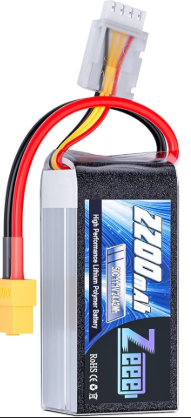 2200mAh
High Performance Lithium Polymer Battery
Zeee
RoHS CE